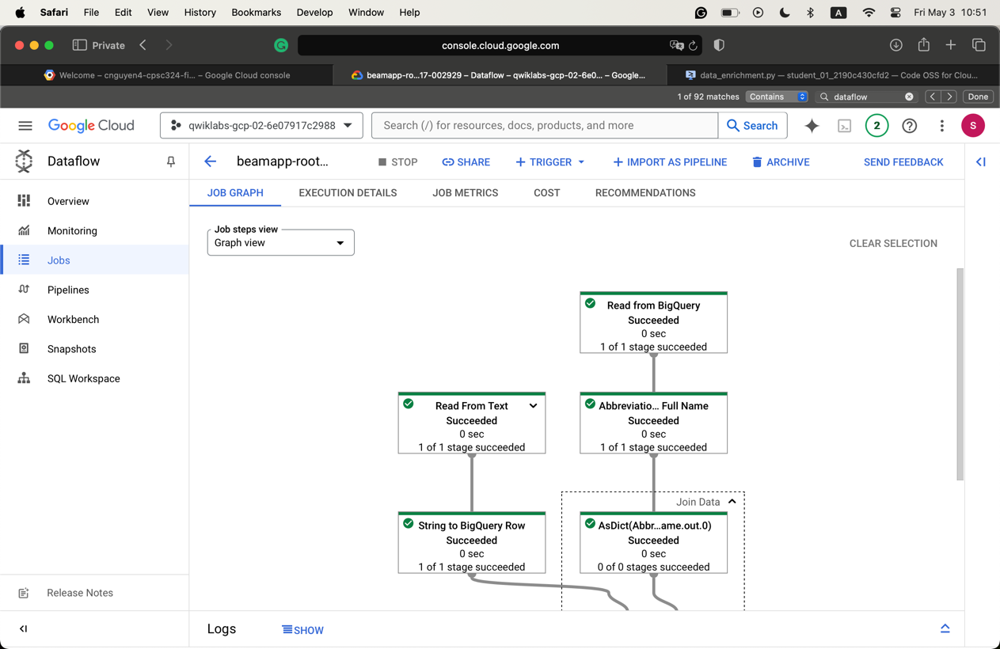 Safari File Edit View History Bookmarks Develop Window Help A Fri May 3 10:51
Private console.cloud.google.com
Welcome – cnguyen4-cpsc324-fi... – Google Cloud console beamapp-ro...17-002929 – Dataflow – qwiklabs-gcp-02-6e0... – Google... data_enrichment.py — student_01_2190c430cfd2 — Code OSS for Clou...
1 of 92 matches Contains dataflow Done
Google Cloud qwiklabs-gcp-02-6e07917c2988 Search (/) for resources, docs, products, and more Search 2 S
Dataflow beamapp-root... STOP SHARE TRIGGER IMPORT AS PIPELINE ARCHIVE SEND FEEDBACK
JOB GRAPH EXECUTION DETAILS JOB METRICS COST RECOMMENDATIONS
Overview
Monitoring
Jobs
Pipelines
Workbench
Snapshots
SQL Workspace
Release Notes
Job steps view
Graph view
CLEAR SELECTION
Read from BigQuery
Succeeded
0 sec
1 of 1 stage succeeded
Read From Text
Succeeded
0 sec
1 of 1 stage succeeded
Abbreviatio... Full Name
Succeeded
0 sec
1 of 1 stage succeeded
Join Data
String to BigQuery Row
Succeeded
0 sec
1 of 1 stage succeeded
AsDict(Abbr...ame.out.0)
Succeeded
0 sec
0 of 0 stages succeeded
Logs SHOW